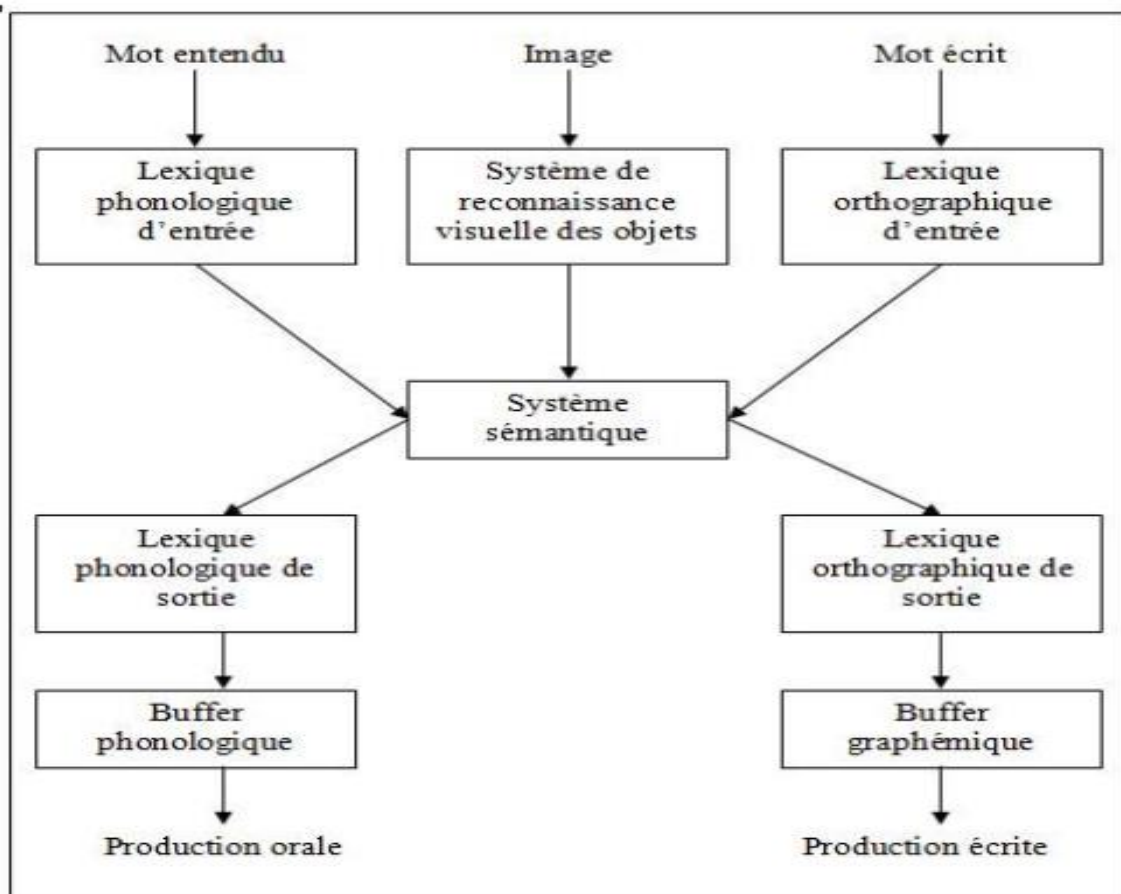 Mot entendu
Image
Mot écrit
Lexique
phonologique
d'entrée
Système de
reconnaissance
visuelle des objets
Lexique
orthographique
d'entrée
Système
sémantique
Lexique
phonologique de
sortie
Lexique
orthographique de
sortie
Buffer
phonologique
Buffer
graphémique
Production orale
Production écrite